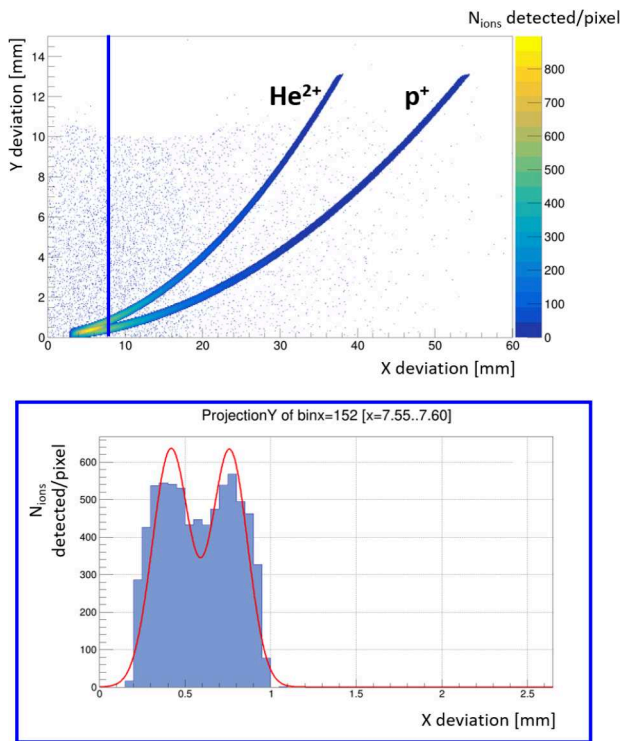 N_ions detected/pixel
Y deviation [mm]
14
12
10
8
6
4
2
0
He²⁺
p⁺
800
700
600
500
400
300
200
100
0
0 10 20 30 40 50 60
X deviation [mm]
ProjectionY of binx=152 [x=7.55..7.60]
N_ions
detected/pixel
600
500
400
300
200
100
0
0 0.5 1 1.5 2 2.5
X deviation [mm]